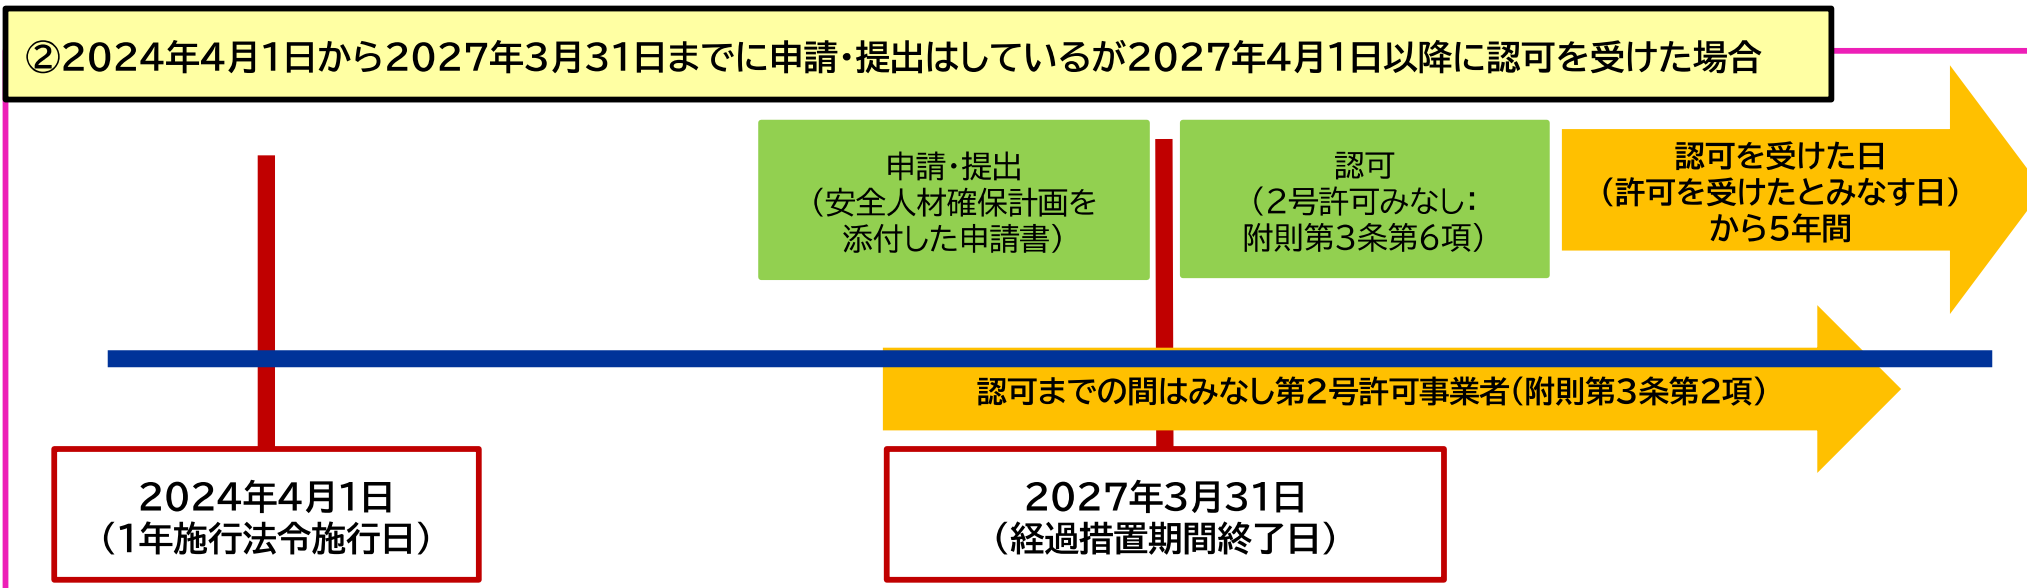 ②2024年4月1日から2027年3月31日までに申請・提出はしているが2027年4月1日以降に認可を受けた場合
申請・提出
（安全人材確保計画を
添付した申請書）
認可
（2号許可みなし：
附則第3条第6項）
認可を受けた日
（許可を受けたとみなす日）
から5年間
認可までの間はみなし第2号許可事業者（附則第3条第2項）
2024年4月1日
（1年施行法令施行日）
2027年3月31日
（経過措置期間終了日）